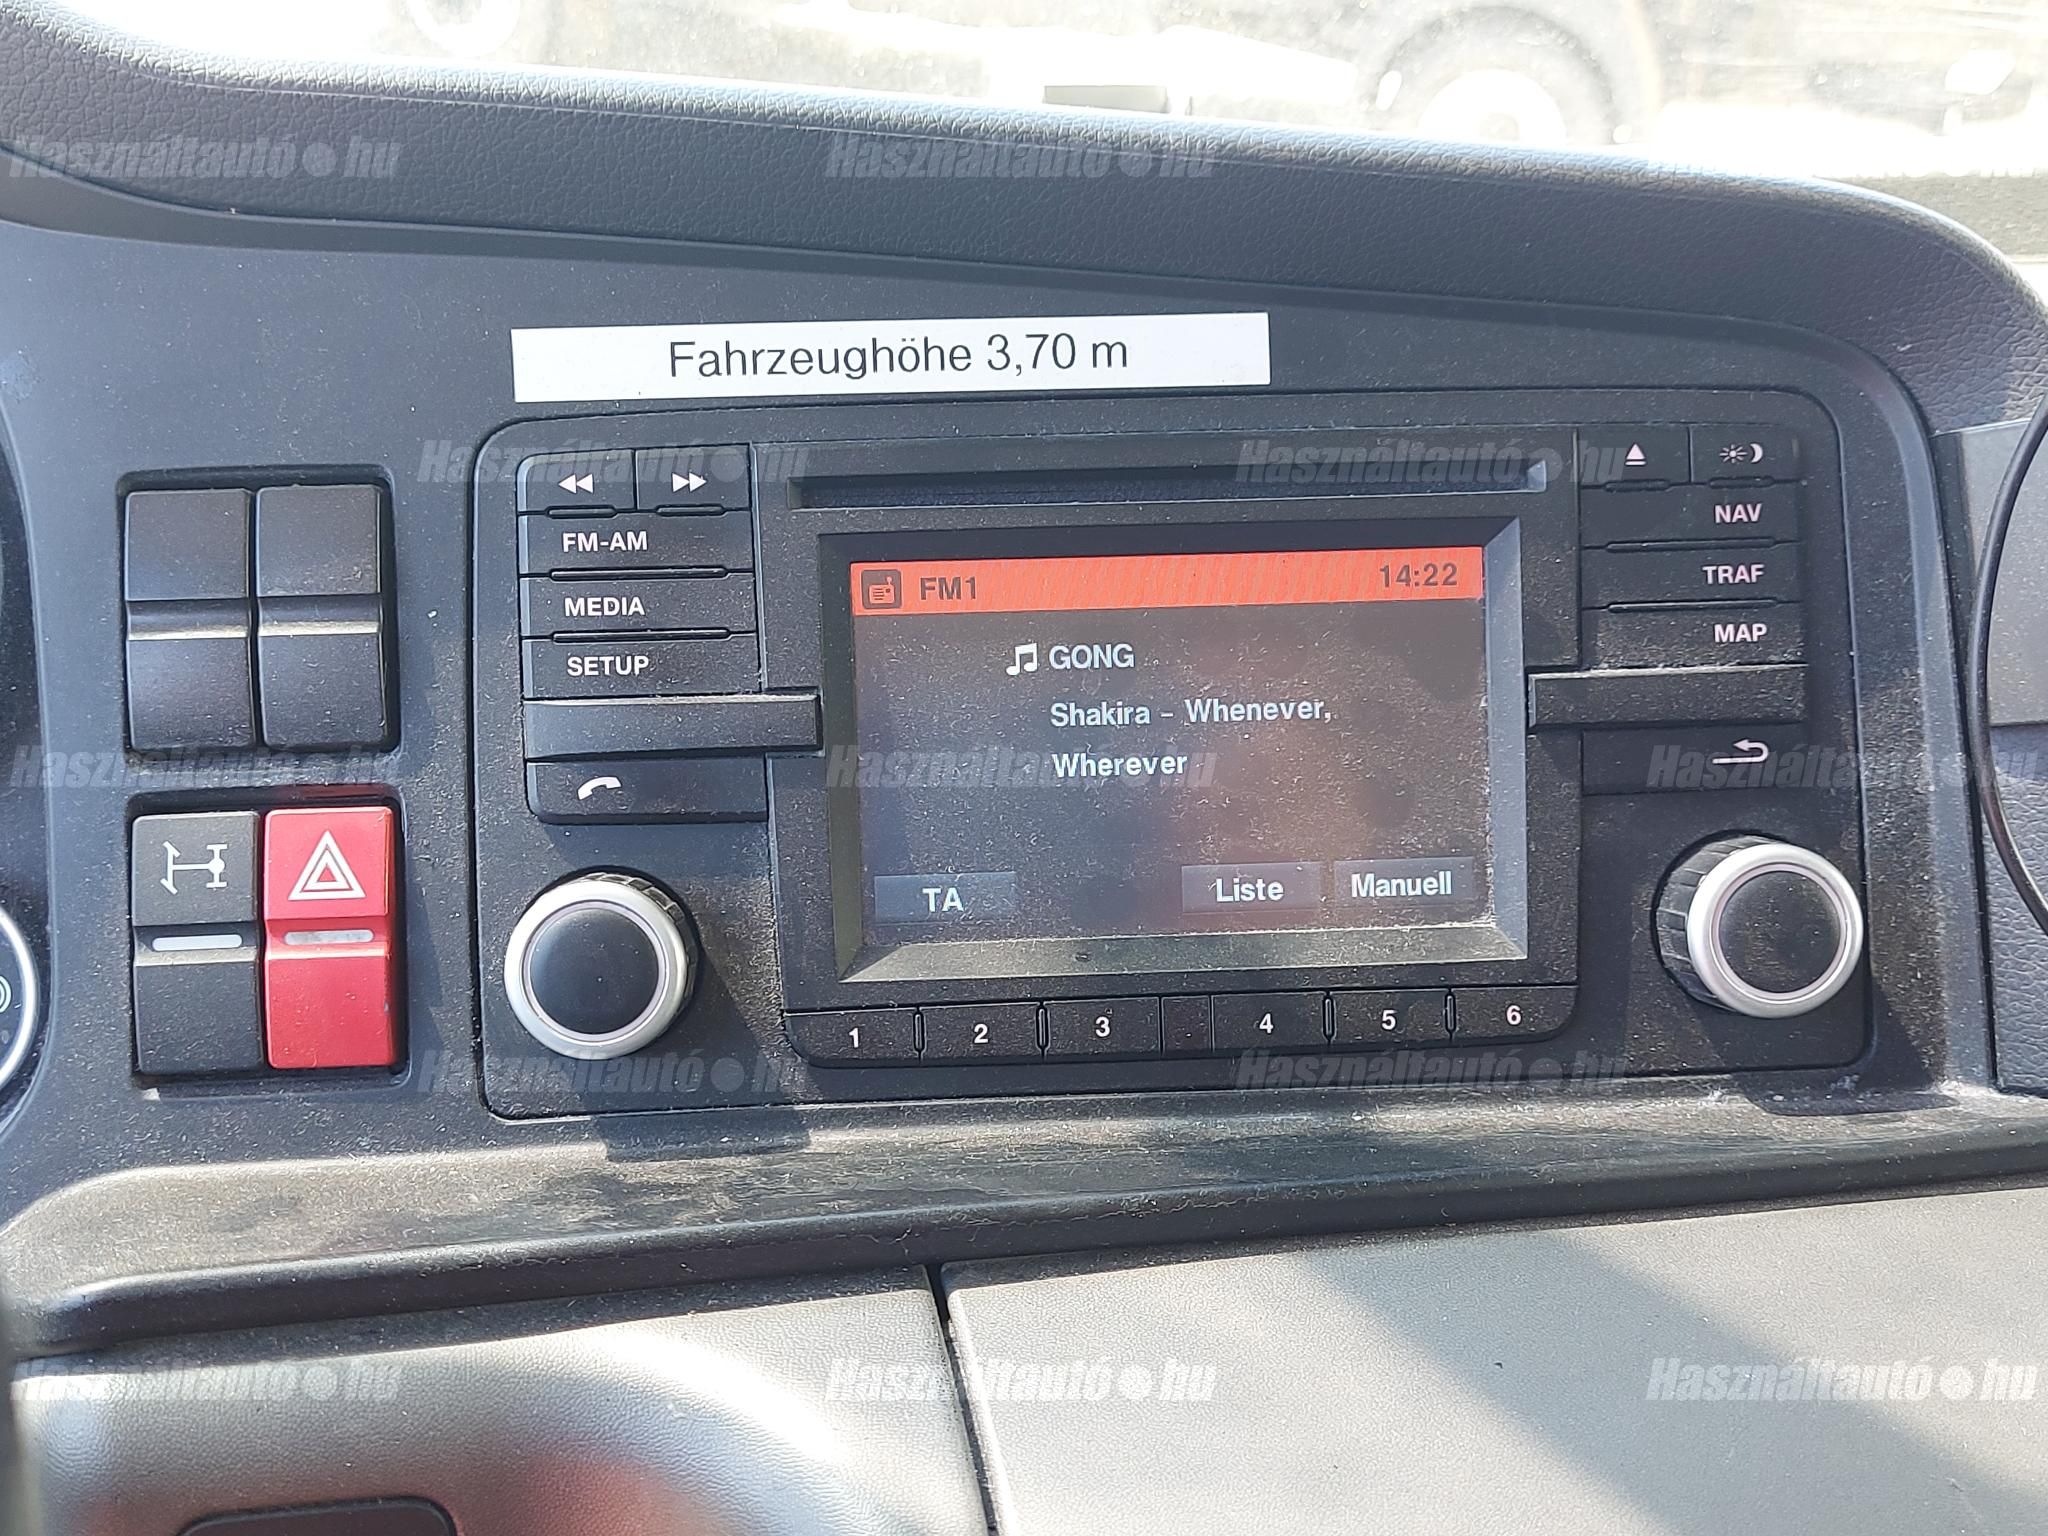 Használtautó.hu
Fahrzeughöhe 3,70 m
FM-AM
MEDIA
SETUP
NAV
TRAF
MAP
FM1 14:22
GONG
Shakira - Whenever,
Wherever
TA Liste Manuell
1 2 3 4 5 6